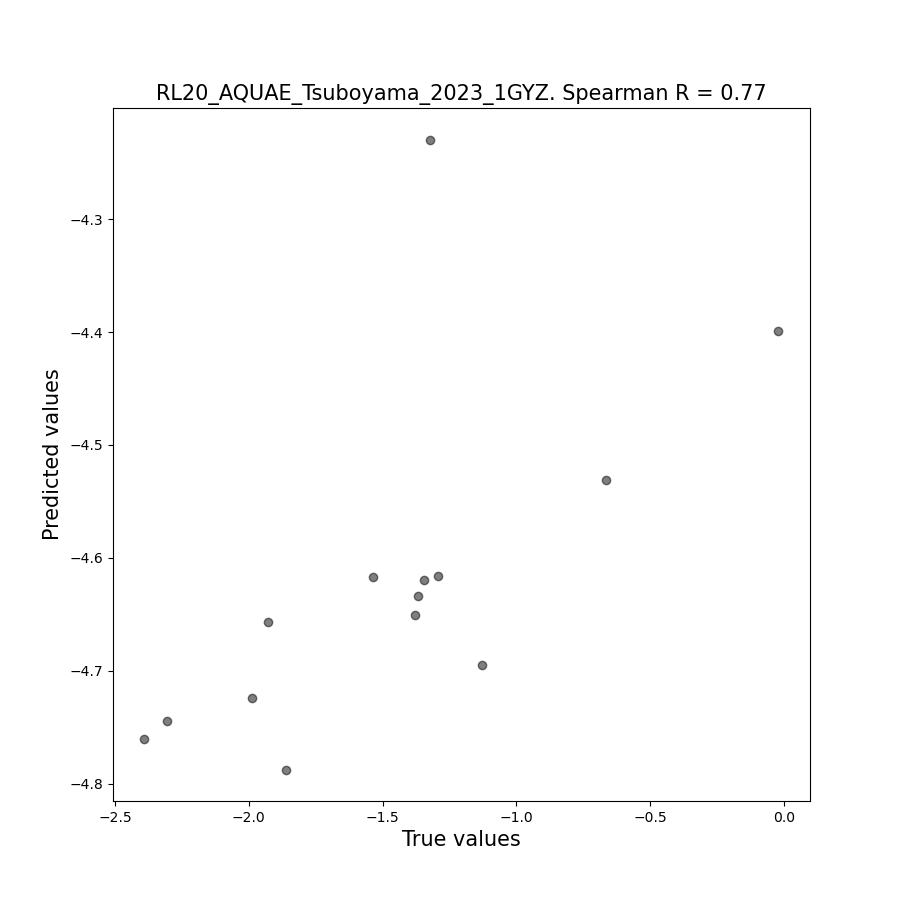 RL20_AQUAE_Tsuboyama_2023_1GYZ. Spearman R = 0.77
−4.3
−4.4
−4.5
−4.6
−4.7
−4.8
Predicted values
−2.5 −2.0 −1.5 −1.0 −0.5 0.0
True values